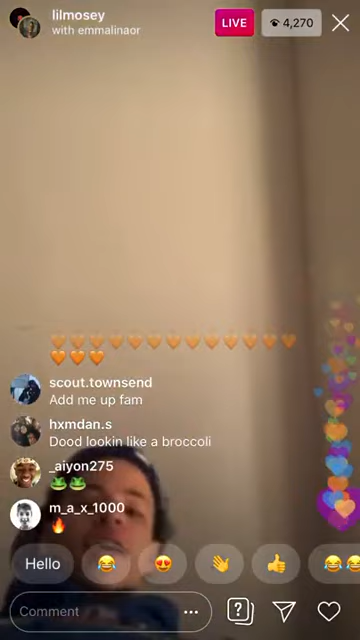 lilmosey
with emmalinaor
LIVE
4,270
🧡🧡🧡🧡🧡🧡🧡🧡🧡🧡🧡🧡🧡
🧡🧡🧡
scout.townsend
Add me up fam
hxmdan.s
Dood lookin like a broccoli
_aiyon275
🐸🐸
m_a_x_1000
🔥
Hello 😂 😍 👋 👍 😂😂
Comment ...
?